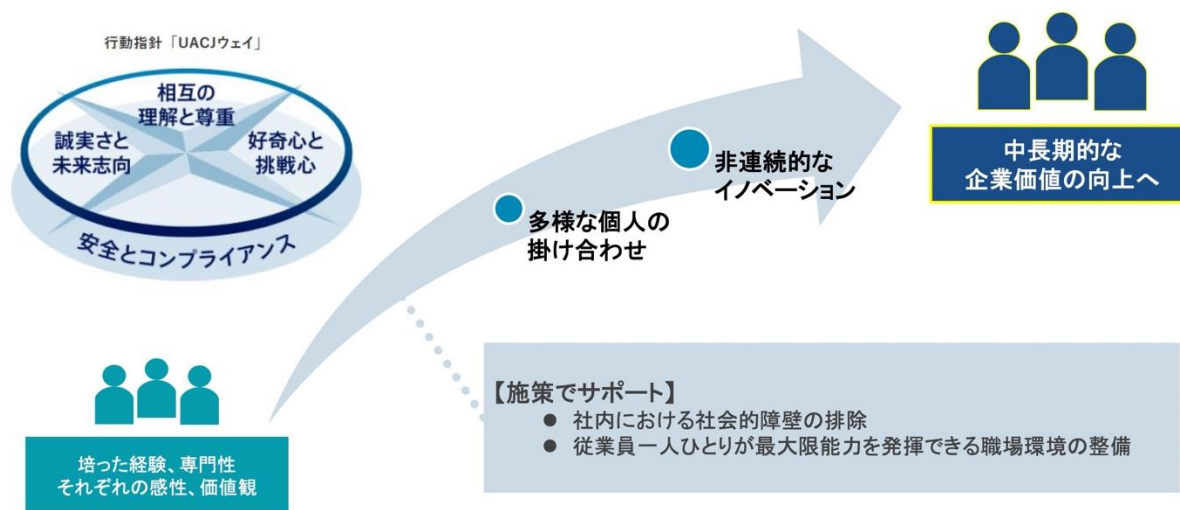 行動指針「UACJウェイ」
相互の
理解と尊重
誠実さと
未来志向
好奇心と
挑戦心
安全とコンプライアンス
中長期的な
企業価値の向上へ
非連続的な
イノベーション
多様な個人の
掛け合わせ
【施策でサポート】
● 社内における社会的障壁の排除
● 従業員一人ひとりが最大限能力を発揮できる職場環境の整備
培った経験、専門性
それぞれの感性、価値観